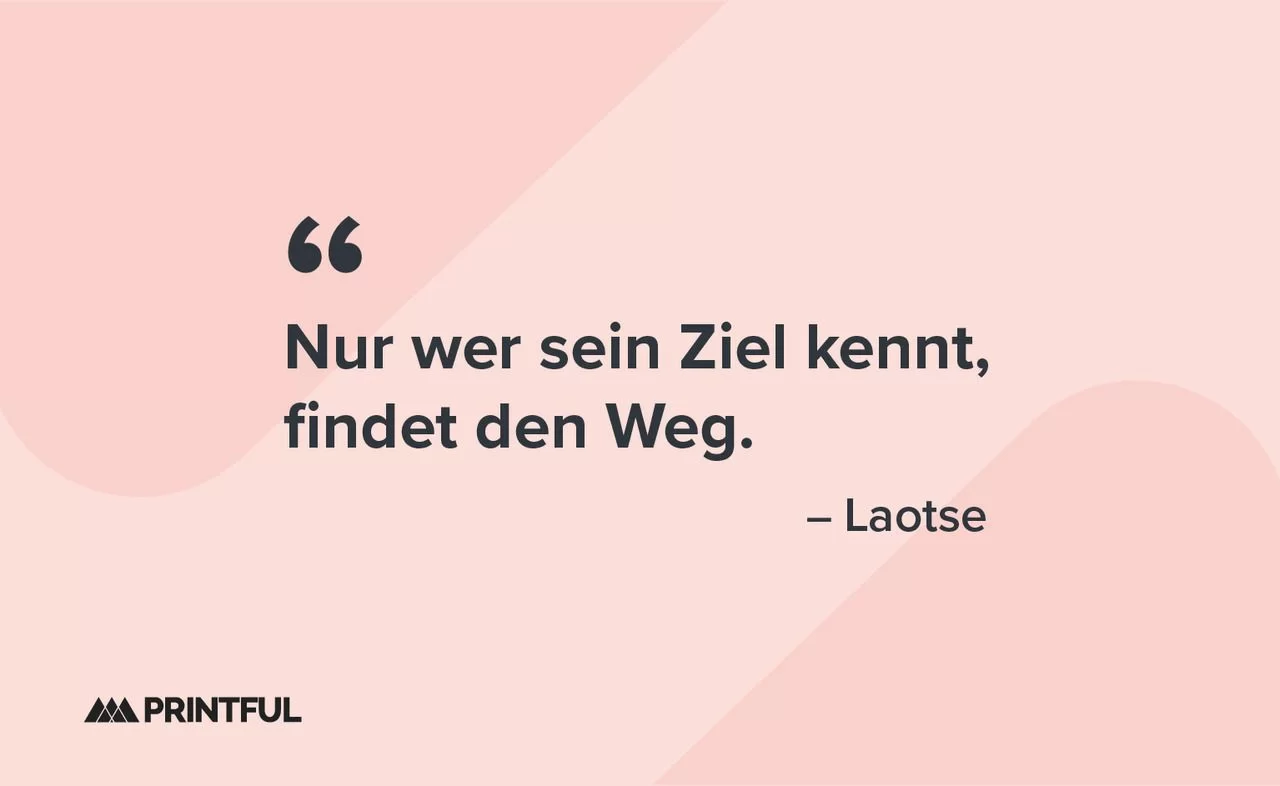 “
Nur wer sein Ziel kennt,
findet den Weg.
– Laotse
PRINTFUL